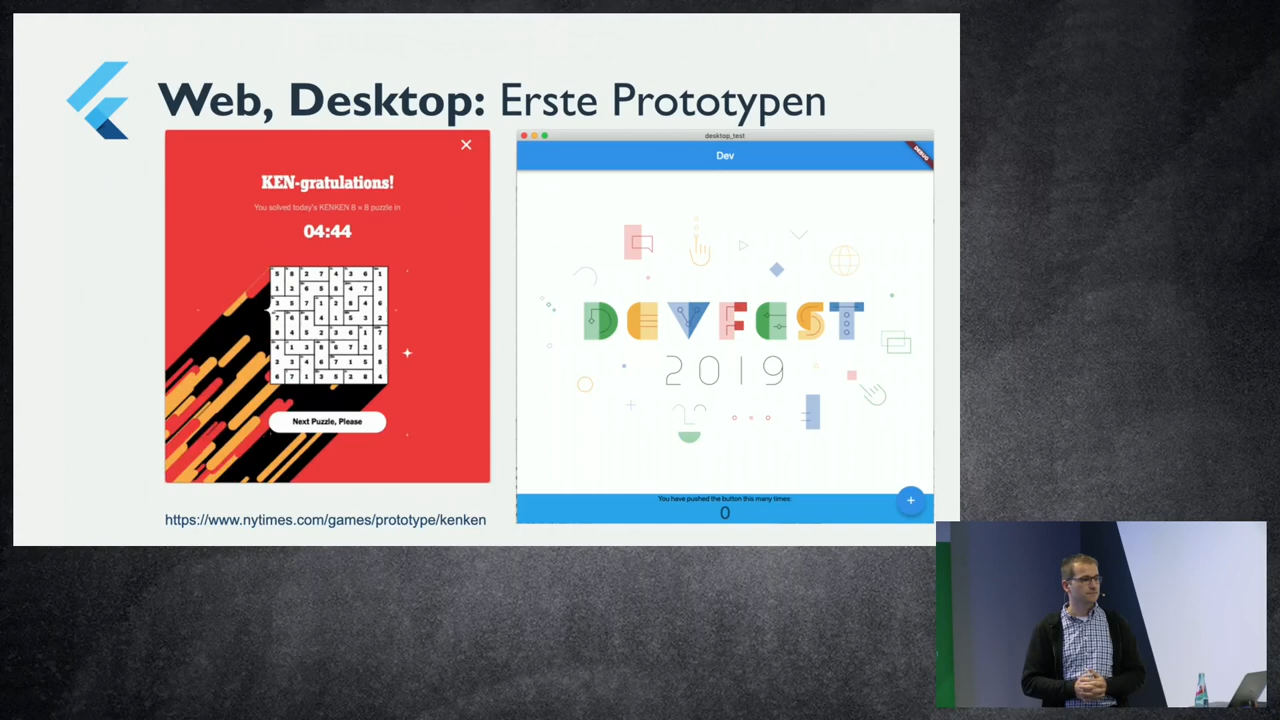 Web, Desktop: Erste Prototypen
KEN-gratulations!
You solved today's KENKEN 8 × 8 puzzle in
04:44
Next Puzzle, Please
https://www.nytimes.com/games/prototype/kenken
desktop_test
Dev
DEBUG
DEVFEST
2019
You have pushed the button this many times:
0
+